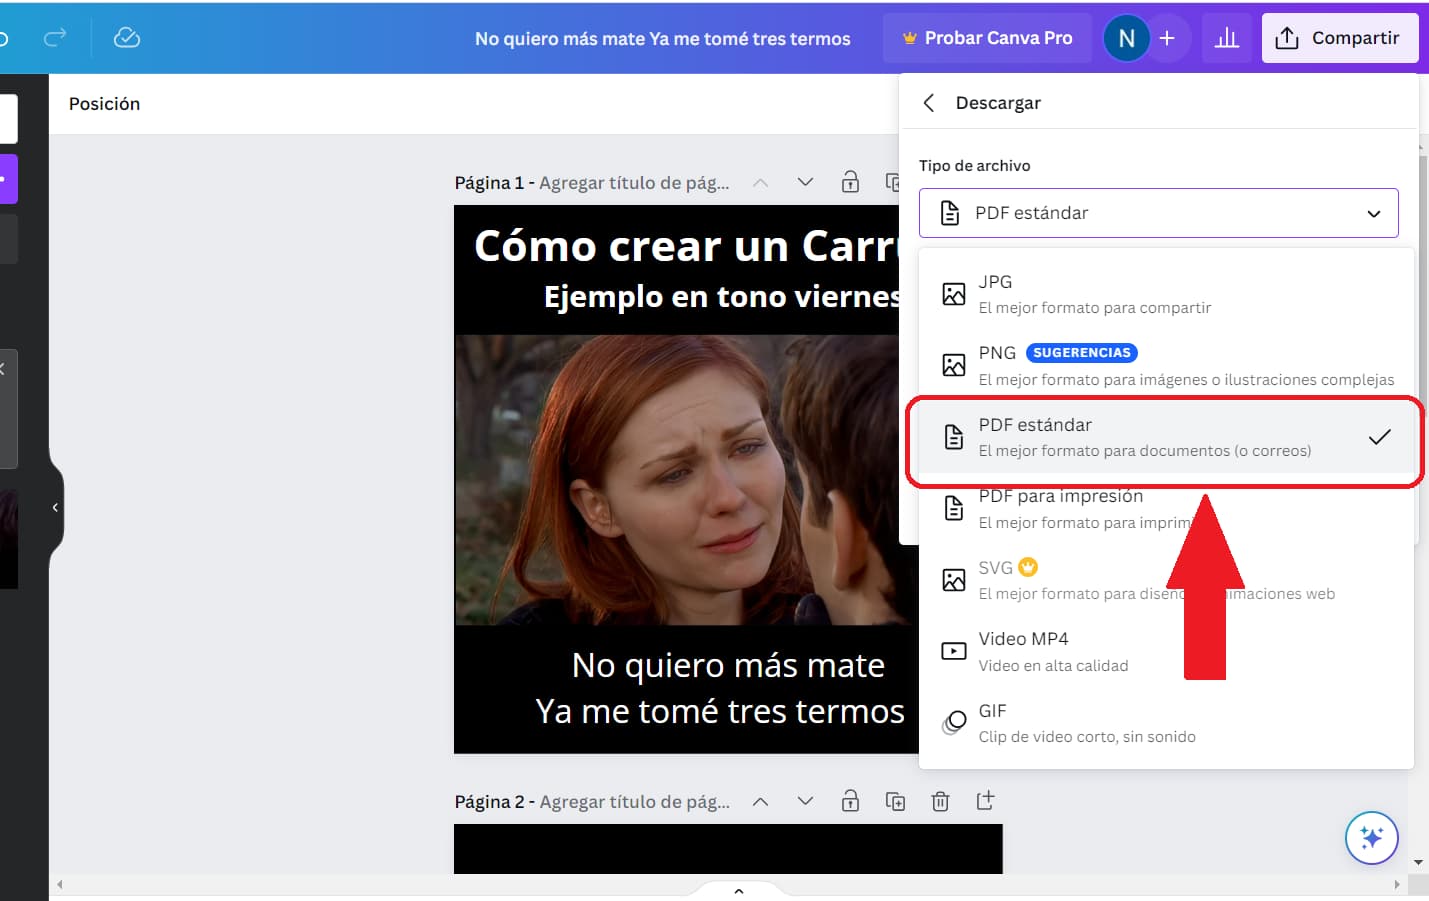 No quiero más mate Ya me tomé tres termos
Probar Canva Pro
N
Compartir
Posición
Descargar
Tipo de archivo
PDF estándar
Página 1 - Agregar título de pág...
Cómo crear un Carru
Ejemplo en tono viernes
No quiero más mate
Ya me tomé tres termos
JPG
El mejor formato para compartir
PNG SUGERENCIAS
El mejor formato para imágenes o ilustraciones complejas
PDF estándar
El mejor formato para documentos (o correos)
PDF para impresión
El mejor formato para imprimi
SVG
El mejor formato para diseño
imaciones web
Video MP4
Video en alta calidad
GIF
Clip de video corto, sin sonido
Página 2 - Agregar título de pág...